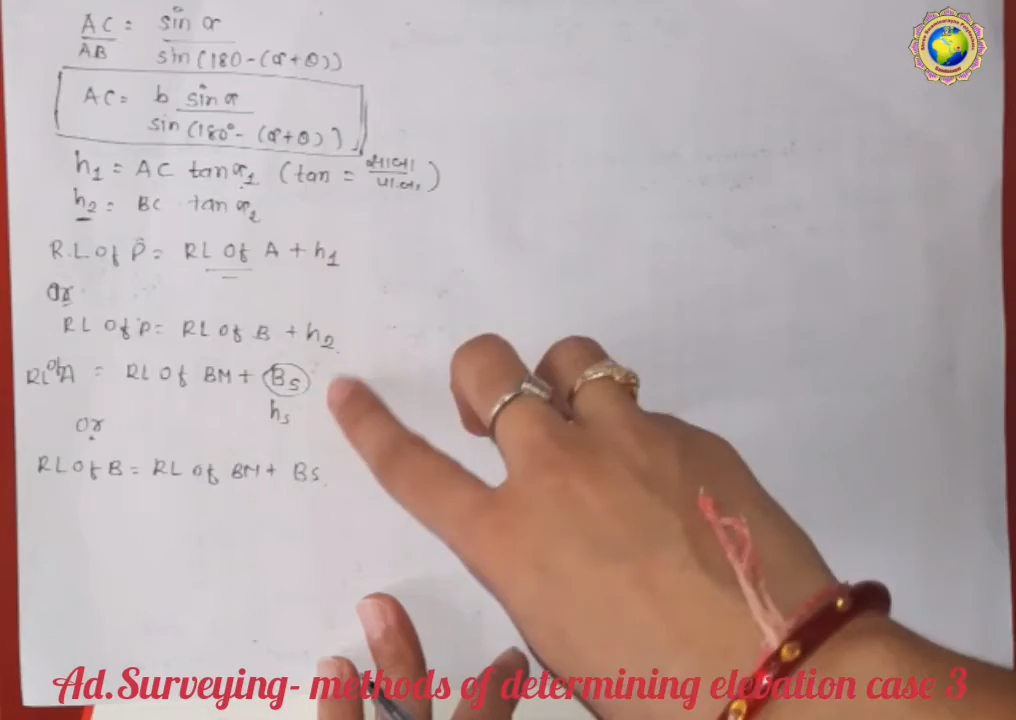 AC/AB = sin α / sin (180 - (α + θ))
AC = b sin α / sin (180° - (α + θ))
h1 = AC tan α1 (tan = સાબા / પા.બા.)
h2 = BC tan α2
R.L of P = RL of A + h1
Or
RL of P = RL of B + h2
RL of A = RL of BM + BS
hs
Or
RL of B = RL of BM + BS.
Ad.Surveying- methods of determining elebation case 3